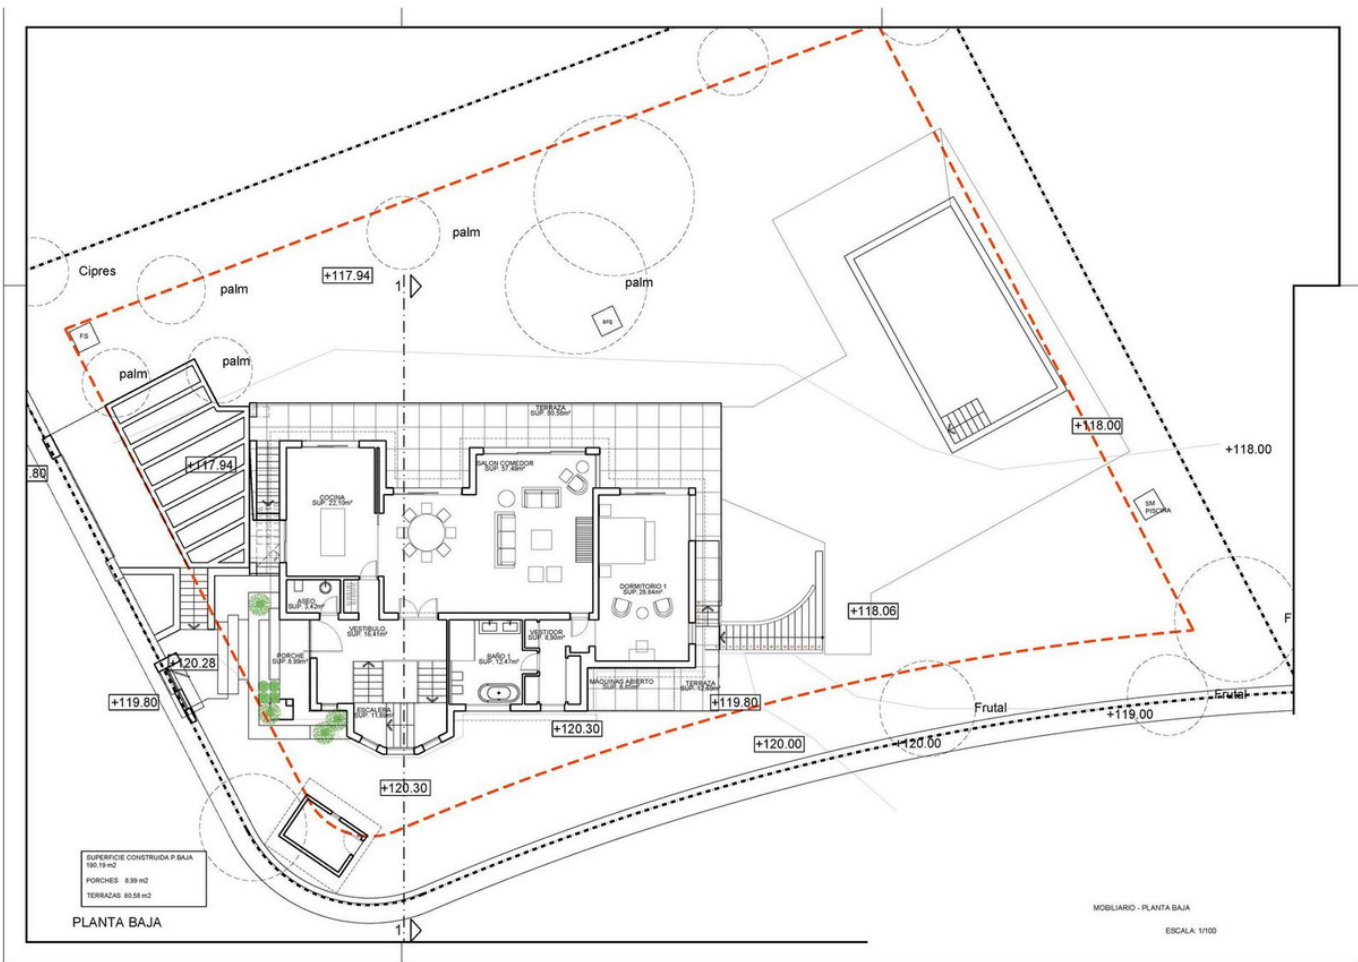 Cipres
palm
palm
palm
palm
palm
+117.94
1
FS
arq
+117.94
.80
+118.00
+118.00
SM
PISCINA
TERRAZA
SUP. 80,58m²
SALON COMEDOR
SUP. 57,49m²
COCINA
SUP. 22,10m²
DORMITORIO 1
SUP. 28.84m²
ASEO
SUP. 3,42m²
VESTIBULO
SUP. 16,41m²
VESTIDOR
SUP. 8,90m²
BAÑO 1
SUP. 12,47m²
PORCHE
SUP. 8.99m²
ESCALERA
MAQUINAS ABIERTO
TERRAZA
+118.06
F
+120.28
+119.80
+119.80
Frutal
Frutal
+119.00
+120.30
+120.00
+120.00
+120.30
SUPERFICIE CONSTRUIDA P.BAJA
190,19 m2
PORCHES 8,99 m2
TERRAZAS 80,58 m2
PLANTA BAJA
1
MOBILIARIO - PLANTA BAJA
ESCALA: 1/100